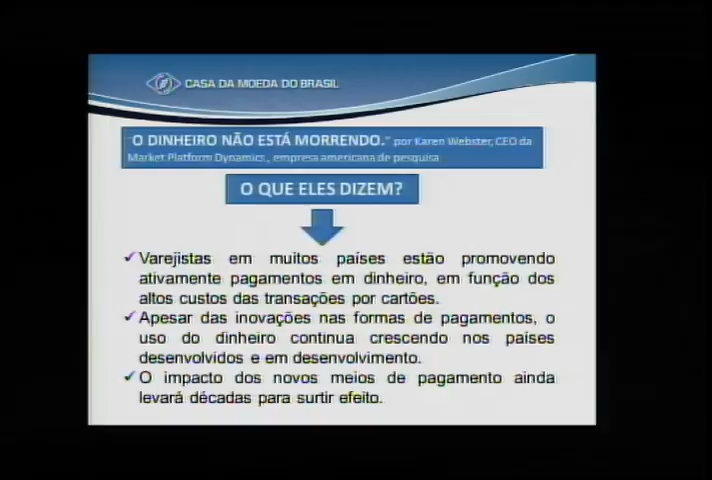 CASA DA MOEDA DO BRASIL
"O DINHEIRO NÃO ESTÁ MORRENDO." por Karen Webster, CEO da
Market Platform Dynamics, empresa americana de pesquisa
O QUE ELES DIZEM?
✓Varejistas em muitos países estão promovendo
ativamente pagamentos em dinheiro, em função dos
altos custos das transações por cartões.
✓Apesar das inovações nas formas de pagamentos, o
uso do dinheiro continua crescendo nos países
desenvolvidos e em desenvolvimento.
✓O impacto dos novos meios de pagamento ainda
levará décadas para surtir efeito.